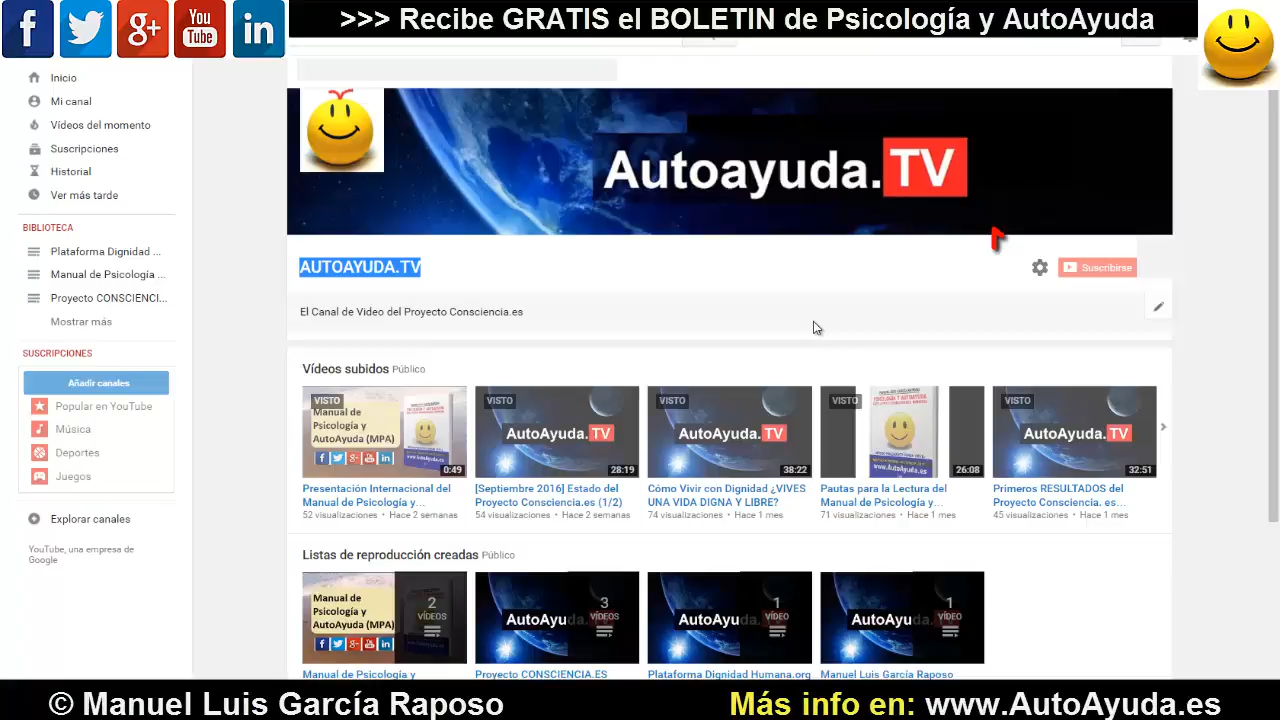 >>> Recibe GRATIS el BOLETIN de Psicología y AutoAyuda
You
Tube
Inicio
Mi canal
Vídeos del momento
Suscripciones
Historial
Ver más tarde
BIBLIOTECA
Plataforma Dignidad ...
Manual de Psicología ...
Proyecto CONSCIENCI...
Mostrar más
SUSCRIPCIONES
Añadir canales
Popular en YouTube
Música
Deportes
Juegos
Explorar canales
YouTube, una empresa de
Google
Autoayuda.TV
AUTOAYUDA.TV
Suscribirse
El Canal de Video del Proyecto Consciencia.es
Vídeos subidos Público
VISTO
Manual de
Psicología y
AutoAyuda (MPA)
0:49
Presentación Internacional del
Manual de Psicología y...
52 visualizaciones • Hace 2 semanas
VISTO
AutoAyuda.TV
28:19
[Septiembre 2016] Estado del
Proyecto Consciencia.es (1/2)
54 visualizaciones • Hace 2 semanas
VISTO
AutoAyuda.TV
38:22
Cómo Vivir con Dignidad ¿VIVES
UNA VIDA DIGNA Y LIBRE?
74 visualizaciones • Hace 1 mes
VISTO
www.AutoAyuda.es
26:08
Pautas para la Lectura del
Manual de Psicología y...
71 visualizaciones • Hace 1 mes
VISTO
AutoAyuda.TV
32:51
Primeros RESULTADOS del
Proyecto Consciencia. es...
45 visualizaciones • Hace 1 mes
Listas de reproducción creadas Público
Manual de
Psicología y
AutoAyuda (MPA)
2
VÍDEOS
Manual de Psicología y
AutoAyuda.
3
VÍDEOS
Proyecto CONSCIENCIA.ES
AutoAyuda.
1
VÍDEO
Plataforma Dignidad Humana.org
AutoAyuda.
1
VÍDEO
Manuel Luis García Raposo
© Manuel Luis García Raposo
Más info en: www.AutoAyuda.es